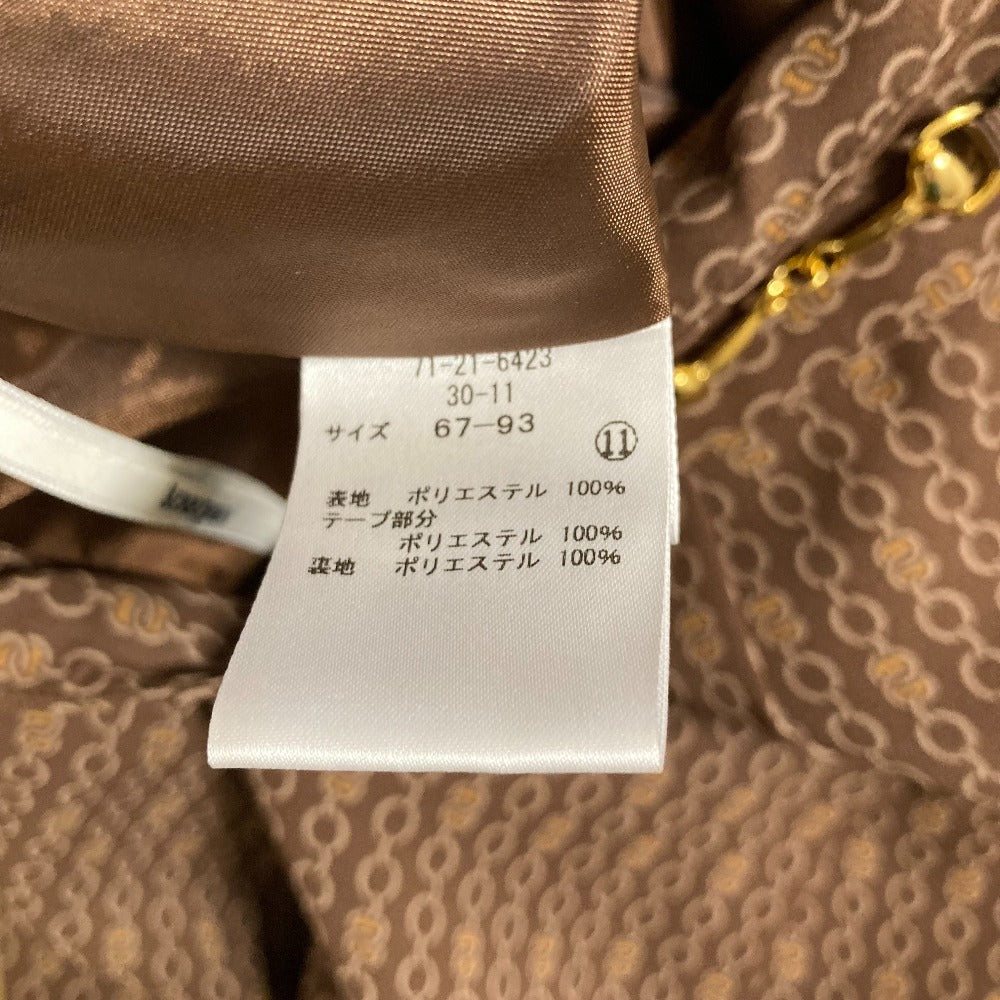 71-21-6423
30-11
サイズ 67-93
⑪
表地 ポリエステル 100%
テープ部分
ポリエステル 100%
裏地 ポリエステル 100%